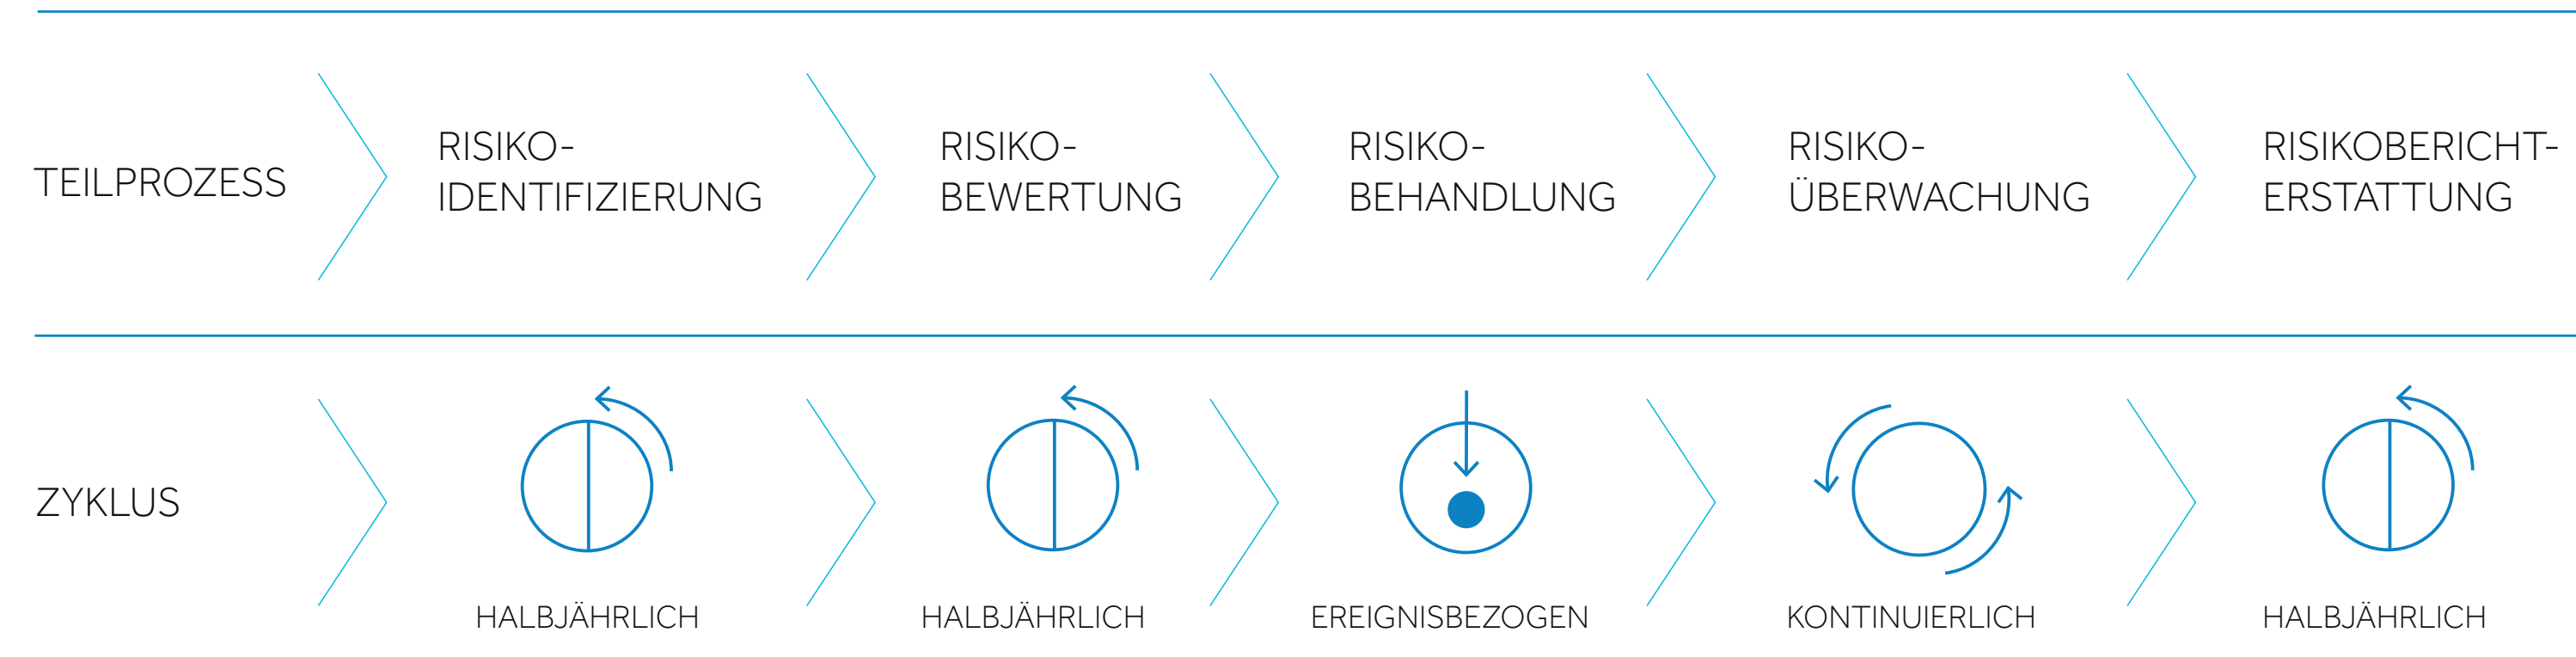 TEILPROZESS
RISIKO-
IDENTIFIZIERUNG
RISIKO-
BEWERTUNG
RISIKO-
BEHANDLUNG
RISIKO-
ÜBERWACHUNG
RISIKOBERICHT-
ERSTATTUNG
ZYKLUS
HALBJÄHRLICH
HALBJÄHRLICH
EREIGNISBEZOGEN
KONTINUIERLICH
HALBJÄHRLICH